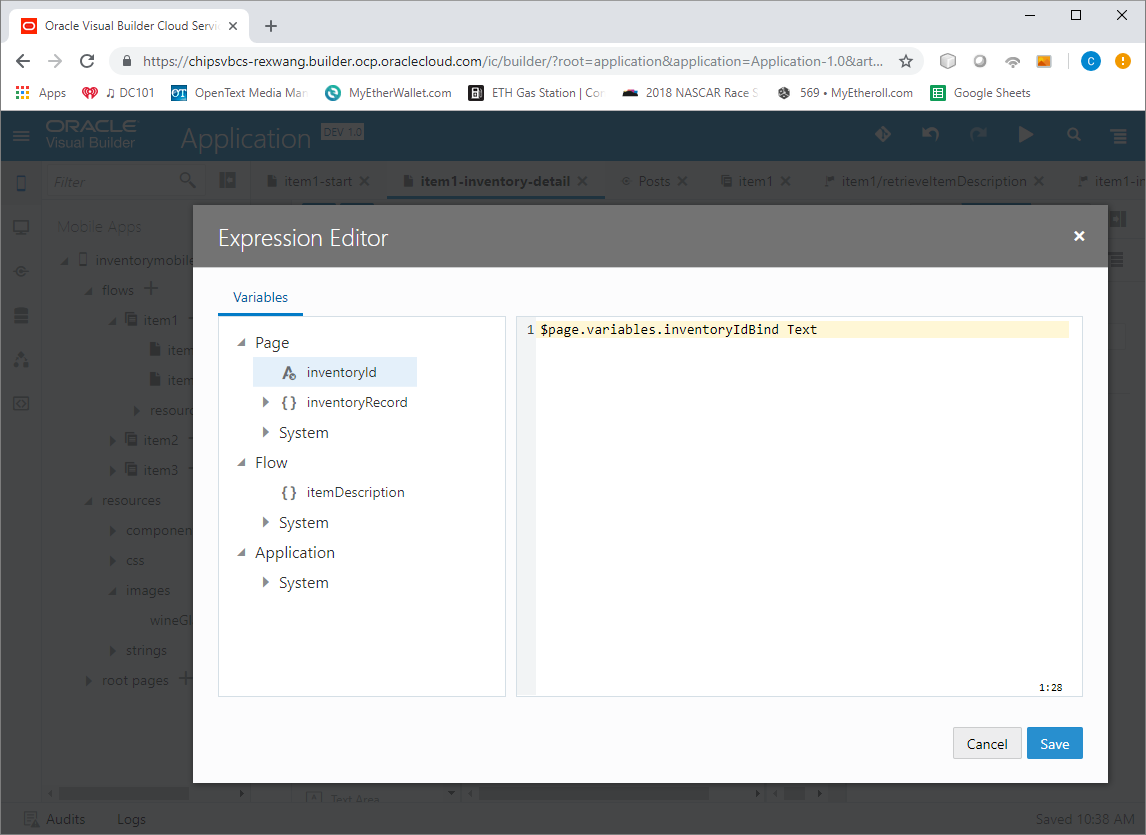 Oracle Visual Builder Cloud Servi
https://chipsvbcs-rexwang.builder.ocp.oraclecloud.com/ic/builder/?root=application&application=Application-1.0&art...
C
Apps
♫ DC101
OT
OpenText Media Man
MyEtherWallet.com
ETH Gas Station | Con
2018 NASCAR Race S
569 • MyEtheroll.com
Google Sheets
ORACLE
Visual Builder
Application
DEV 1.0
Filter
item1-start
item1-inventory-detail
Posts
item1
item1/retrieveItemDescription
item1-in
Mobile Apps
inventorymobile
flows
item1
item
item
resourc
item2
item3
resources
componen
css
images
wineGl
strings
root pages
Expression Editor
Variables
Page
inventoryId
inventoryRecord
System
Flow
itemDescription
System
Application
System
1 $page.variables.inventoryIdBind Text
1:28
Cancel
Save
Text Area
Audits
Logs
Saved 10:38 AM